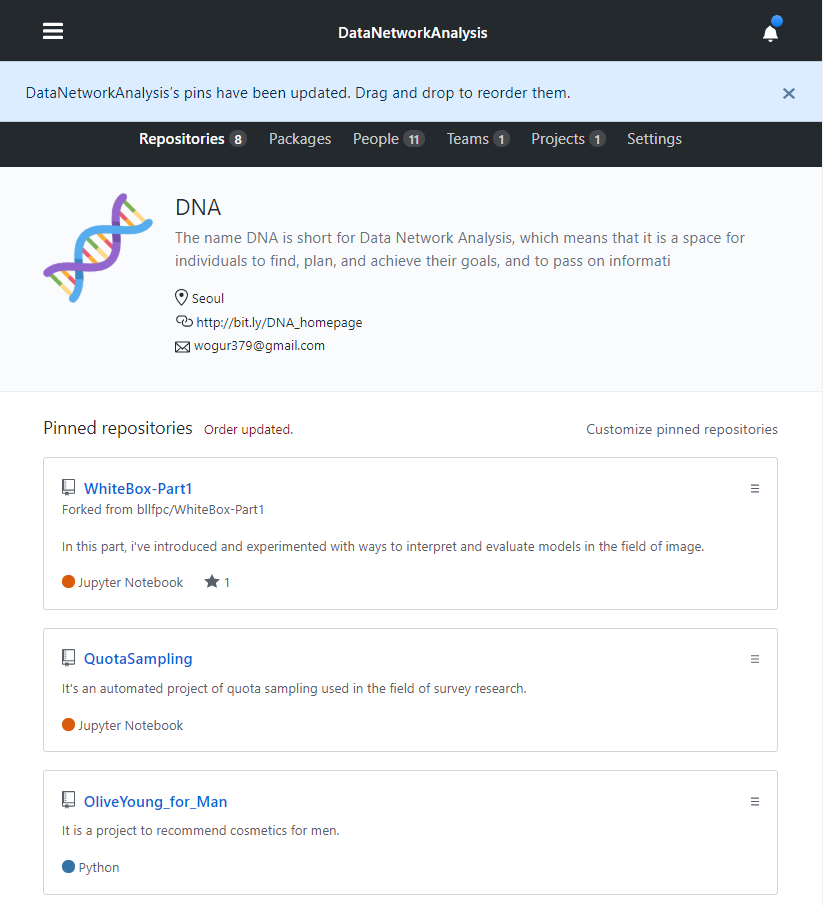 DataNetworkAnalysis
DataNetworkAnalysis's pins have been updated. Drag and drop to reorder them.
Repositories 8 Packages People 11 Teams 1 Projects 1 Settings
DNA
The name DNA is short for Data Network Analysis, which means that it is a space for
individuals to find, plan, and achieve their goals, and to pass on informati
Seoul
http://bit.ly/DNA_homepage
wogur379@gmail.com
Pinned repositories Order updated. Customize pinned repositories
WhiteBox-Part1
Forked from bllfpc/WhiteBox-Part1
In this part, i've introduced and experimented with ways to interpret and evaluate models in the field of image.
Jupyter Notebook 1
QuotaSampling
It's an automated project of quota sampling used in the field of survey research.
Jupyter Notebook
OliveYoung_for_Man
It is a project to recommend cosmetics for men.
Python